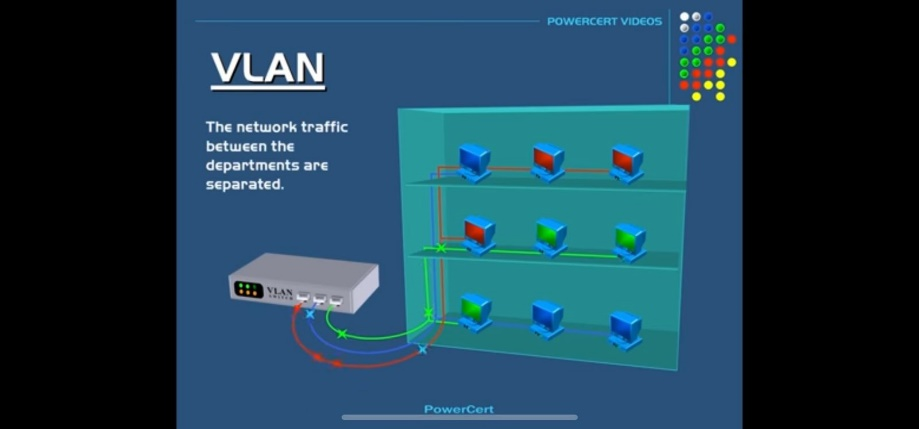 POWERCERT VIDEOS
VLAN
The network traffic
between the
departments are
separated.
VLAN
SWITCH
PowerCert